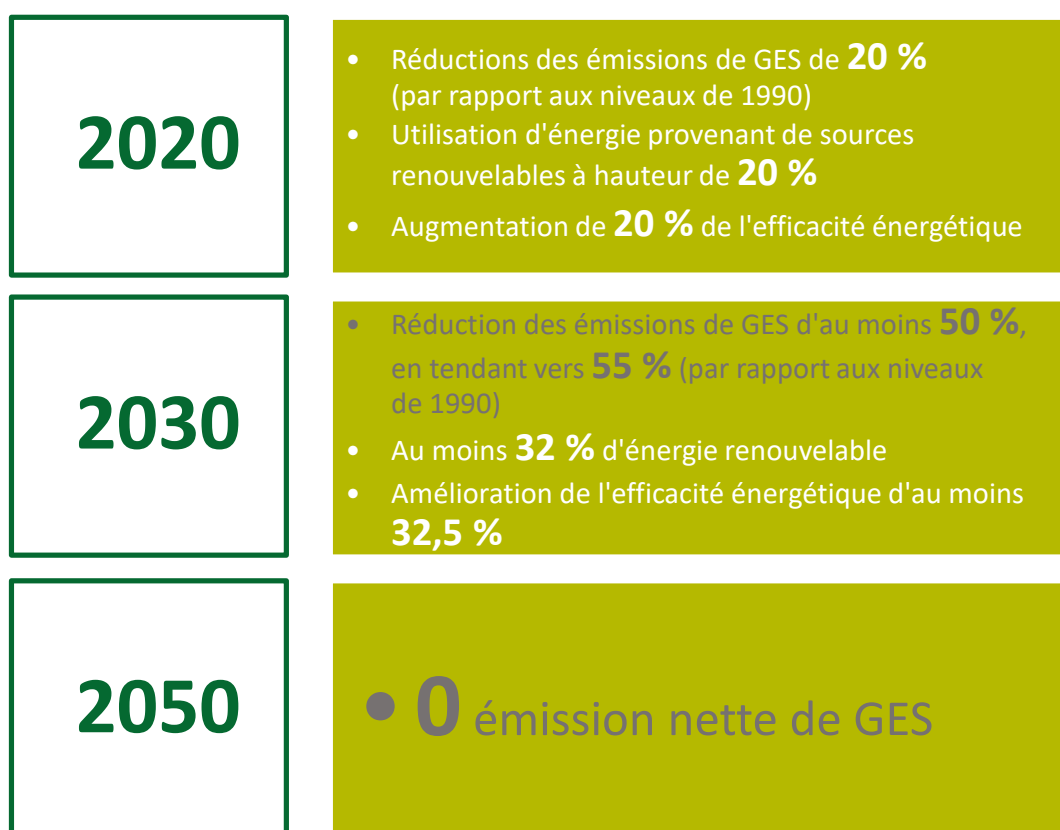 2020
• Réductions des émissions de GES de 20 %
(par rapport aux niveaux de 1990)
• Utilisation d'énergie provenant de sources
renouvelables à hauteur de 20 %
• Augmentation de 20 % de l'efficacité énergétique
2030
• Réduction des émissions de GES d'au moins 50 %,
en tendant vers 55 % (par rapport aux niveaux
de 1990)
• Au moins 32 % d'énergie renouvelable
• Amélioration de l'efficacité énergétique d'au moins
32,5 %
2050
• 0 émission nette de GES